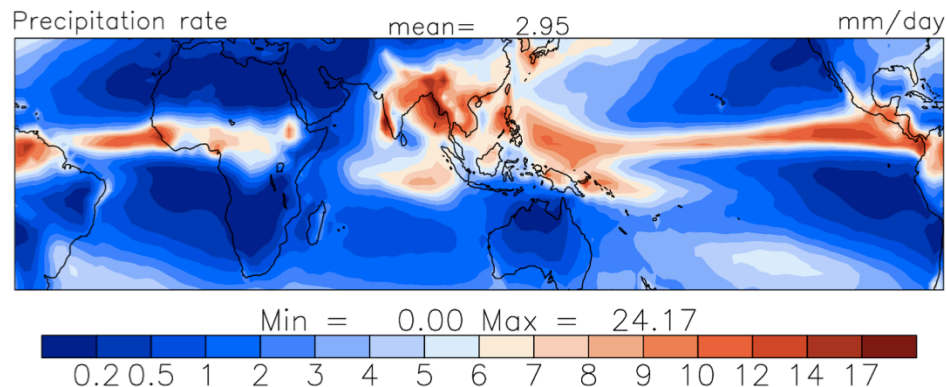 Precipitation rate mean= 2.95 mm/day
Min = 0.00 Max = 24.17
0.2 0.5 1 2 3 4 5 6 7 8 9 10 12 14 17